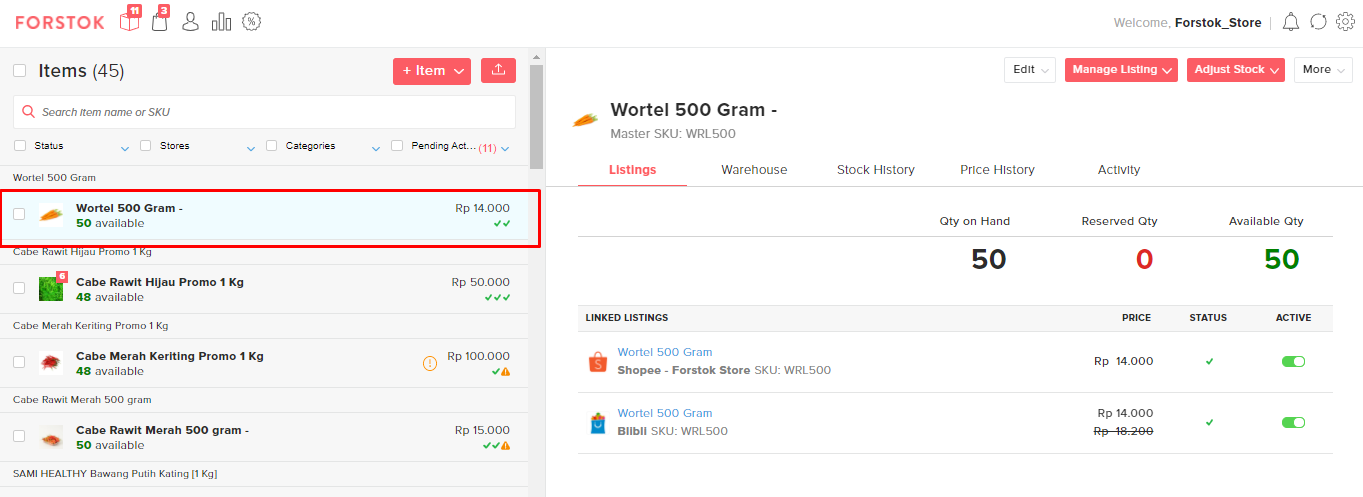 FORSTOK 11 3
Welcome, Forstok_Store
Items (45)
+ Item
Search item name or SKU
Status Stores Categories Pending Act... (11)
Wortel 500 Gram
Wortel 500 Gram - Rp 14.000
50 available
Cabe Rawit Hijau Promo 1 Kg
6
Cabe Rawit Hijau Promo 1 Kg Rp 50.000
48 available
Cabe Merah Keriting Promo 1 Kg
Cabe Merah Keriting Promo 1 Kg Rp 100.000
48 available
Cabe Rawit Merah 500 gram
Cabe Rawit Merah 500 gram - Rp 15.000
50 available
SAMI HEALTHY Bawang Putih Kating [1 Kg]
Edit Manage Listing Adjust Stock More
Wortel 500 Gram -
Master SKU: WRL500
Listings Warehouse Stock History Price History Activity
Qty on Hand Reserved Qty Available Qty
50 0 50
LINKED LISTINGS PRICE STATUS ACTIVE
Wortel 500 Gram
Shopee - Forstok Store SKU: WRL500
Rp 14.000
Wortel 500 Gram
Blibli SKU: WRL500
Rp 14.000
Rp 18.200